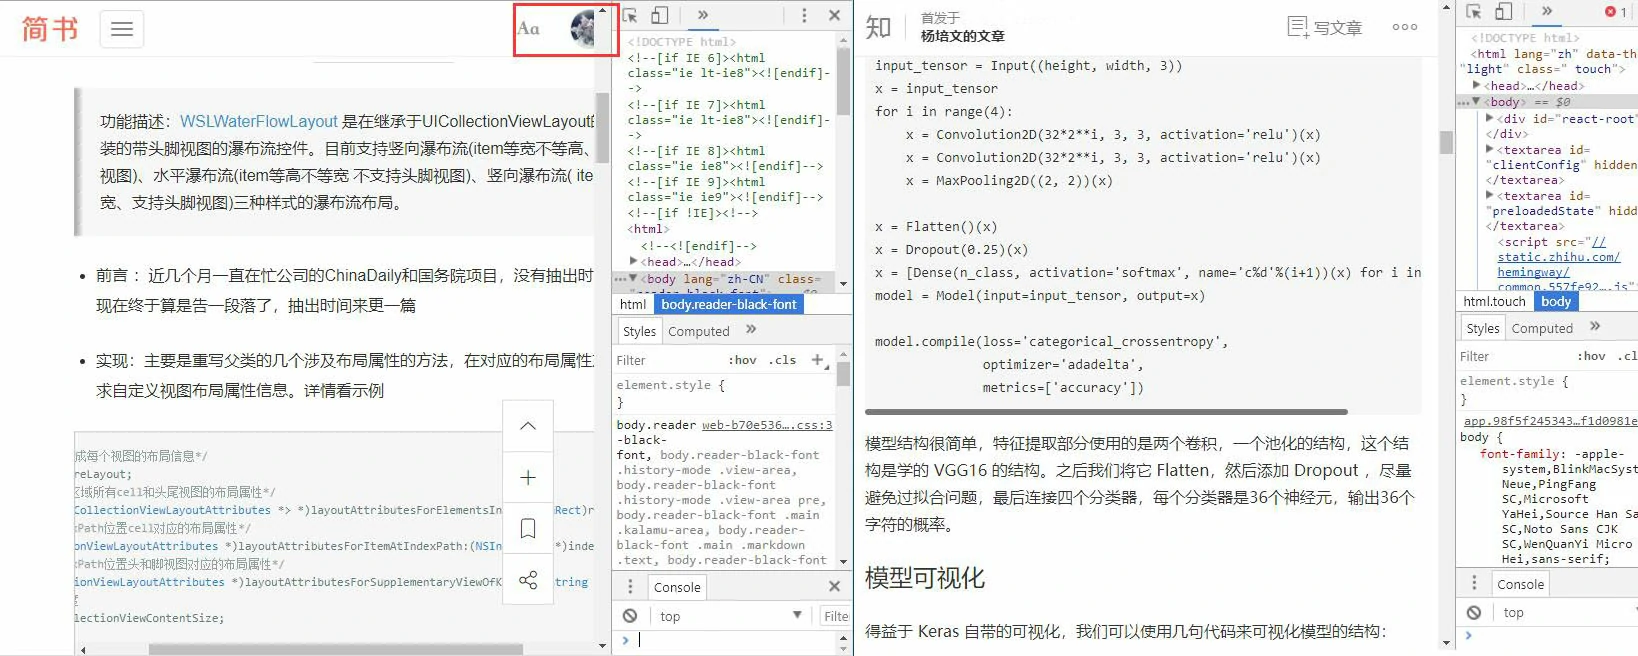 简书
Aa
功能描述：WSLWaterFlowLayout 是在继承于UICollectionViewLayout
装的带头脚视图的瀑布流控件。目前支持竖向瀑布流(item等宽不等高、
视图)、水平瀑布流(item等高不等宽 不支持头脚视图)、竖向瀑布流( ite
宽、支持头脚视图)三种样式的瀑布流布局。
前言 ：近几个月一直在忙公司的ChinaDaily和国务院项目，没有抽出时
现在终于算是告一段落了，抽出时间来更一篇
实现：主要是重写父类的几个涉及布局属性的方法，在对应的布局属性
求自定义视图布局属性信息。详情看示例
成每个视图的布局信息*/
reLayout;
区域所有cell和头尾视图的布局属性*/
CollectionViewLayoutAttributes *> *)layoutAttributesForElementsIn Rect)r
Path位置cell对应的布局属性*/
onViewLayoutAttributes *)layoutAttributesForItemAtIndexPath:(NSIn *)inde
Path位置头和脚视图对应的布局属性*/
onViewLayoutAttributes *)layoutAttributesForSupplementaryViewOfK tring
lectionViewContentSize;
»
<!DOCTYPE html>
<!--[if IE 6]><html
class="ie lt-ie8"><![endif]-
->
<!--[if IE 7]><html
class="ie lt-ie8"><![endif]-
->
<!--[if IE 8]><html
class="ie ie8"><![endif]-->
<!--[if IE 9]><html
class="ie ie9"><![endif]-->
<!--[if !IE]><!-->
<html>
<!--<![endif]-->
<head>…</head>
…<body lang="zh-CN" class=
html body.reader-black-font
Styles Computed »
Filter :hov .cls +
element.style {
}
body.reader web-b70e536….css:3
-black-
font, body.reader-black-font
.history-mode .view-area,
body.reader-black-font
.history-mode .view-area pre,
body.reader-black-font .main
.kalamu-area, body.reader-
black-font .main .markdown
.text, body.reader-black-font
Console
top Filte
>
知
首发于
杨培文的文章
写文章
input_tensor = Input((height, width, 3))
x = input_tensor
for i in range(4):
x = Convolution2D(32*2**i, 3, 3, activation='relu')(x)
x = Convolution2D(32*2**i, 3, 3, activation='relu')(x)
x = MaxPooling2D((2, 2))(x)
x = Flatten()(x)
x = Dropout(0.25)(x)
x = [Dense(n_class, activation='softmax', name='c%d'%(i+1))(x) for i in
model = Model(input=input_tensor, output=x)
model.compile(loss='categorical_crossentropy',
optimizer='adadelta',
metrics=['accuracy'])
模型结构很简单，特征提取部分使用的是两个卷积，一个池化的结构，这个结
构是学的 VGG16 的结构。之后我们将它 Flatten，然后添加 Dropout ，尽量
避免过拟合问题，最后连接四个分类器，每个分类器是36个神经元，输出36个
字符的概率。
模型可视化
得益于 Keras 自带的可视化，我们可以使用几句代码来可视化模型的结构：
» 1
<!DOCTYPE html>
<html lang="zh" data-th
"light" class=" touch">
<head>…</head>
…<body> == $0
<div id="react-root"
</div>
<textarea id=
"clientConfig" hidden
</textarea>
<textarea id=
"preloadedState" hidd
</textarea>
<script src="//
static.zhihu.com/
hemingway/
common.557fe92….js"
html.touch body
Styles Computed »
Filter :hov .cl
element.style {
}
app.98f5f245343…f1d0981e
body {
font-family: -apple-
system,BlinkMacSyst
Neue,PingFang
SC,Microsoft
YaHei,Source Han Sa
SC,Noto Sans CJK
SC,WenQuanYi Micro
Hei,sans-serif;
Console
top
>